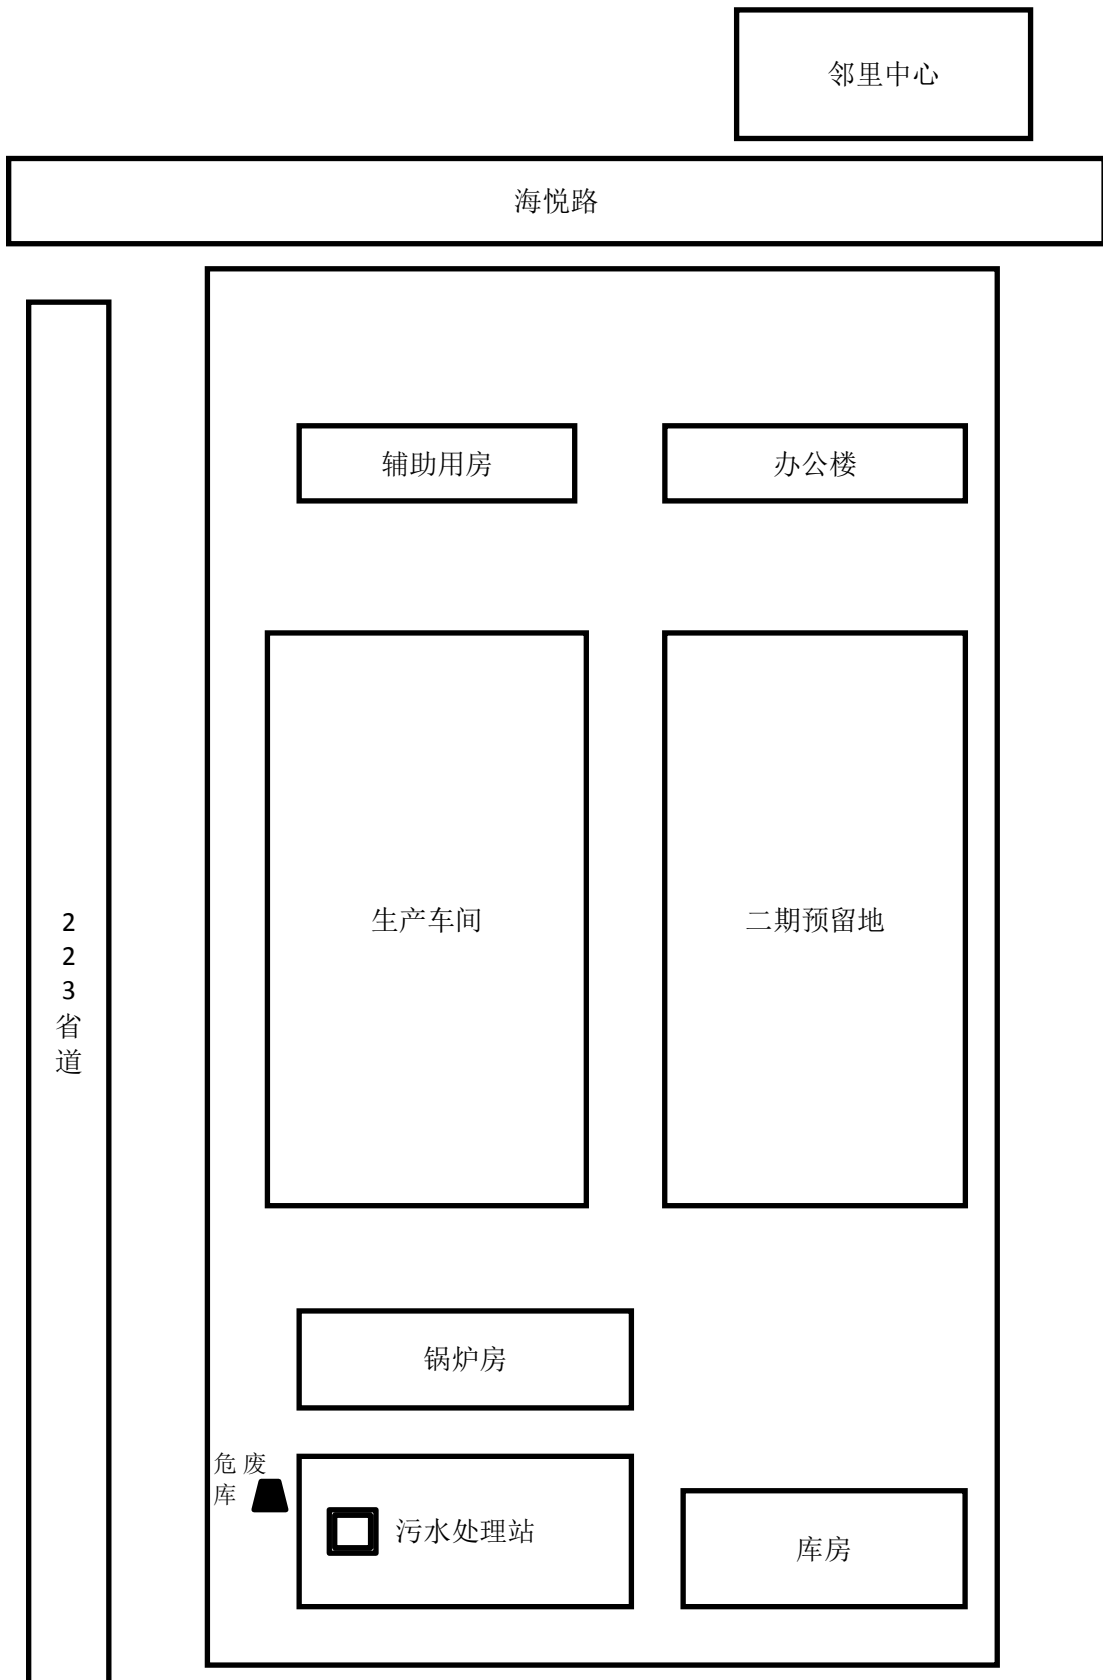 邻里中心
海悦路
辅助用房
办公楼
生产车间
二期预留地
2
2
3
省
道
锅炉房
危 废
库
污水处理站
库房